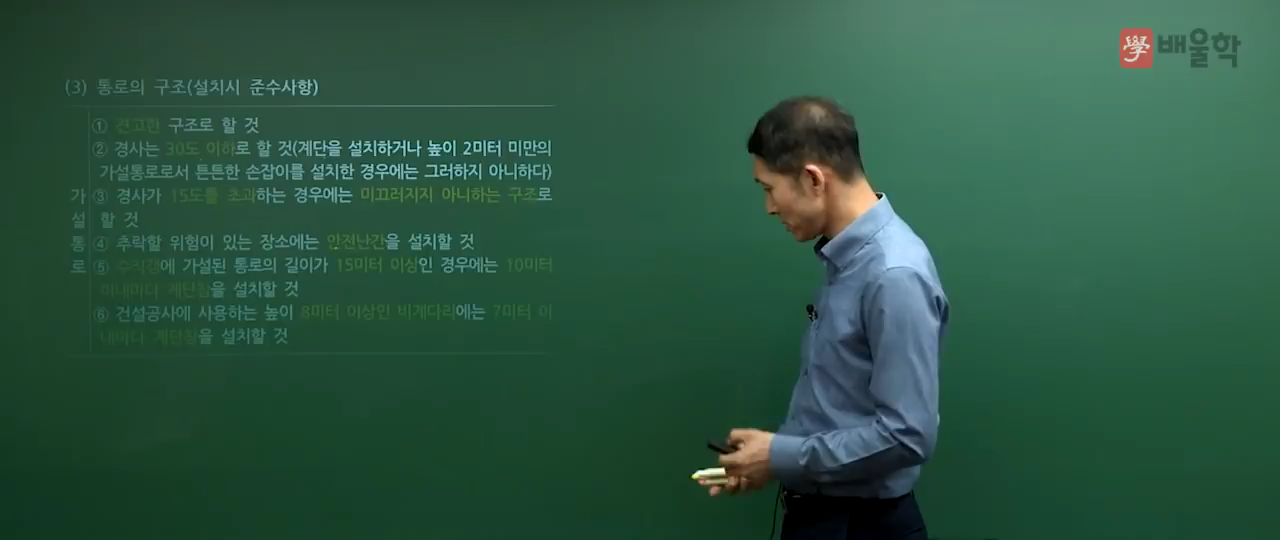 學 배울학
(3) 통로의 구조(설치시 준수사항)
가설통로
① 견고한 구조로 할 것
② 경사는 30도 이하로 할 것(계단을 설치하거나 높이 2미터 미만의
가설통로로서 튼튼한 손잡이를 설치한 경우에는 그러하지 아니하다)
③ 경사가 15도를 초과하는 경우에는 미끄러지지 아니하는 구조로
할 것
④ 추락할 위험이 있는 장소에는 안전난간을 설치할 것
⑤ 수직갱에 가설된 통로의 길이가 15미터 이상인 경우에는 10미터
이내마다 계단참을 설치할 것
⑥ 건설공사에 사용하는 높이 8미터 이상인 비계다리에는 7미터 이
내마다 계단참을 설치할 것